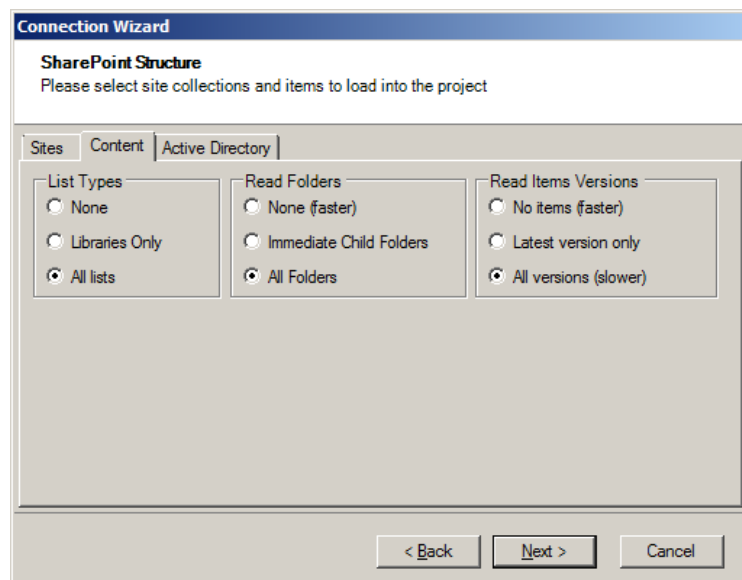 Connection Wizard
SharePoint Structure
Please select site collections and items to load into the project
Sites Content Active Directory
List Types
None
Libraries Only
All lists
Read Folders
None (faster)
Immediate Child Folders
All Folders
Read Items Versions
No items (faster)
Latest version only
All versions (slower)
< Back Next > Cancel